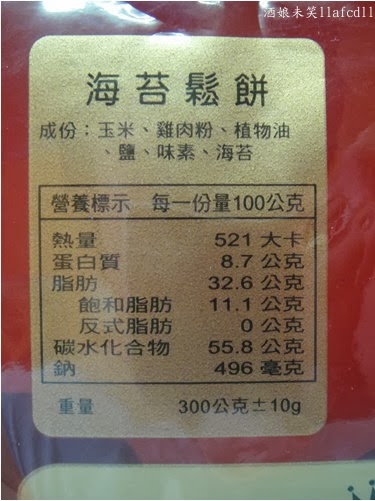 酒娘未笑llafcdll
海苔鬆餅
成份：玉米、雞肉粉、植物油
、鹽、味素、海苔
營養標示 每一份量100公克
熱量 521 大卡
蛋白質 8.7 公克
脂肪 32.6 公克
飽和脂肪 11.1 公克
反式脂肪 0 公克
碳水化合物 55.8 公克
鈉 496 毫克
重量 300公克±10g